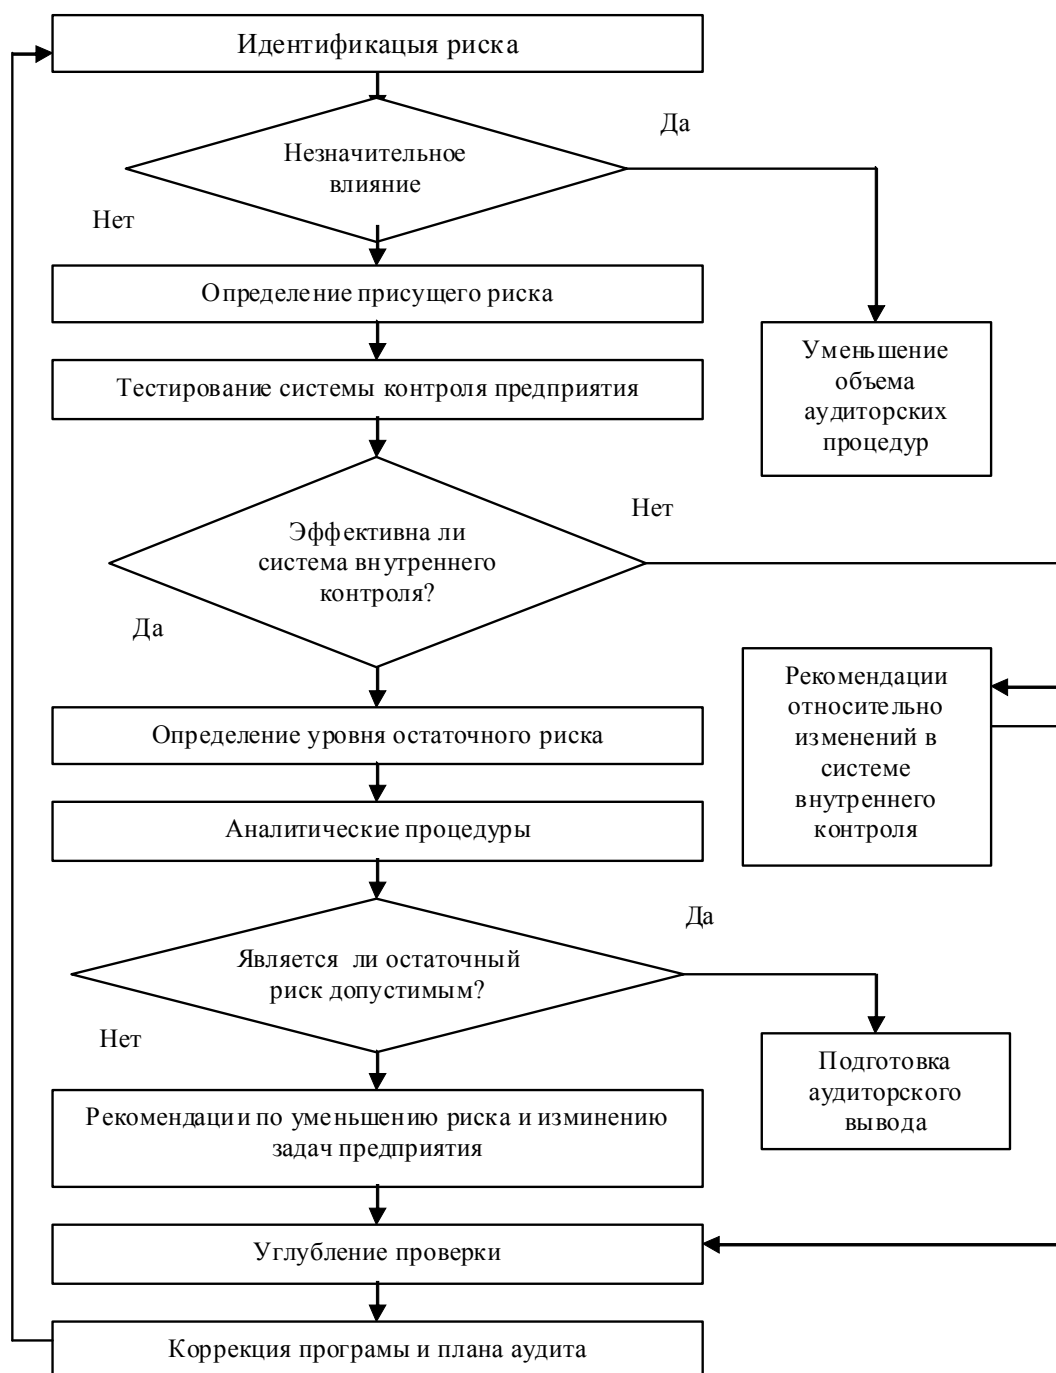 Идентификацыя риска
Да
Незначительное
влияние
Нет
Определение присущего риска
Уменьшение
объема
аудиторских
процедур
Тестирование системы контроля предприятия
Нет
Эффективна ли
система внутреннего
контроля?
Да
Рекомендации
относительно
изменений в
системе
внутреннего
контроля
Определение уровня остаточного риска
Аналитические процедуры
Да
Является ли остаточный
риск допустимым?
Нет
Подготовка
аудиторского
вывода
Рекомендации по уменьшению риска и изминению
задач предприятия
Углубление проверки
Коррекция програмы и плана аудита